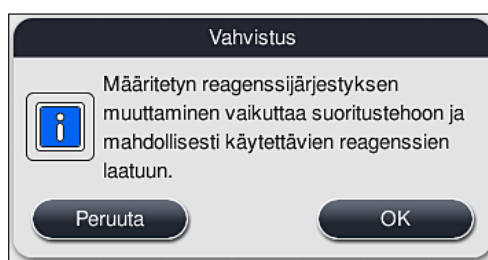 Vahvistus
Määritetyn reagenssijärjestyksen
muuttaminen vaikuttaa suoritustehoon ja
mahdollisesti käytettävien reagenssien
laatuun.
Peruuta
OK